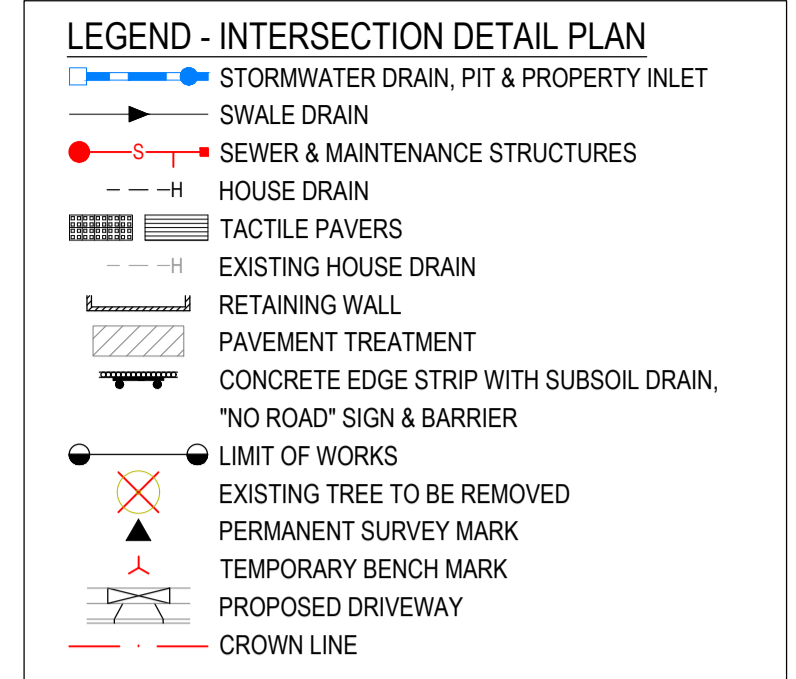 LEGEND - INTERSECTION DETAIL PLAN
STORMWATER DRAIN, PIT & PROPERTY INLET
SWALE DRAIN
S SEWER & MAINTENANCE STRUCTURES
H HOUSE DRAIN
TACTILE PAVERS
H EXISTING HOUSE DRAIN
RETAINING WALL
PAVEMENT TREATMENT
CONCRETE EDGE STRIP WITH SUBSOIL DRAIN,
"NO ROAD" SIGN & BARRIER
LIMIT OF WORKS
EXISTING TREE TO BE REMOVED
PERMANENT SURVEY MARK
TEMPORARY BENCH MARK
PROPOSED DRIVEWAY
CROWN LINE